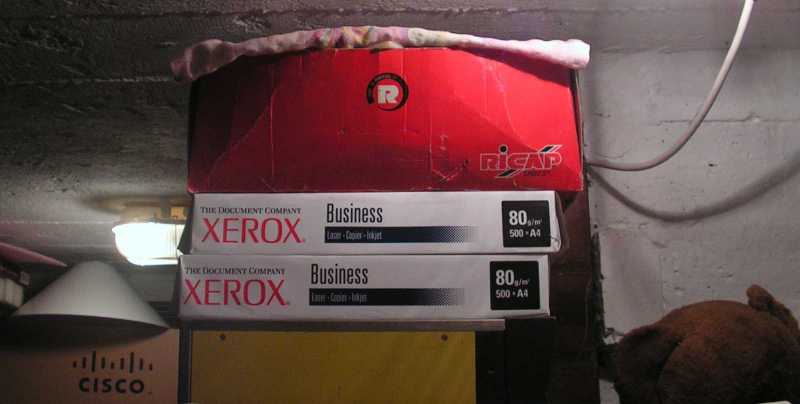 R
RICAP
THE DOCUMENT COMPANY
XEROX
Business
Laser - Copier - Inkjet
80g/m²
500 • A4
THE DOCUMENT COMPANY
XEROX
Business
Laser - Copier - Inkjet
80g/m²
500 • A4
CISCO